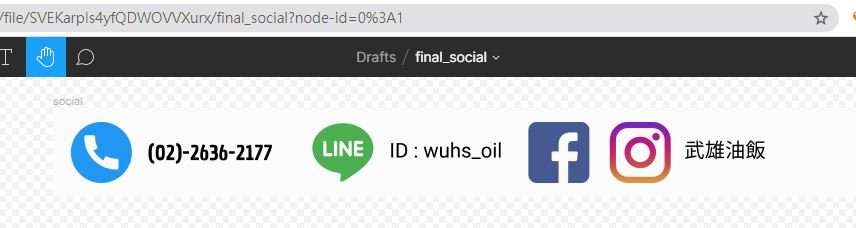 /file/SVEKarpls4yfQDWOVVXurx/final_social?node-id=0%3A1
T
Drafts / final_social
social
(02)-2636-2177
LINE
ID : wuhs_oil
f
武雄油飯